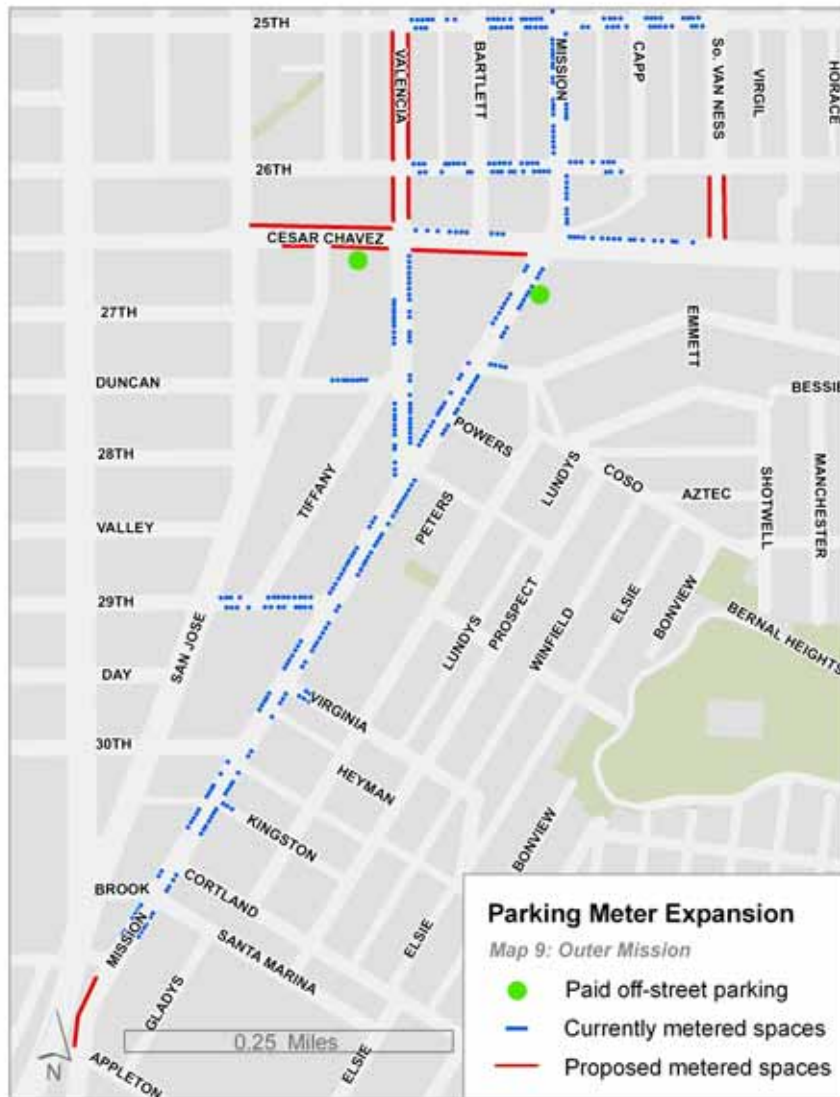 25TH
VALENCIA
BARTLETT
MISSION
CAPP
So. VAN NESS
VIRGIL
HORACE
26TH
CESAR CHAVEZ
27TH
EMMETT
DUNCAN
BESSIE
POWERS
28TH
TIFFANY
LUNDYS
COSO
AZTEC
SHOTWELL
MANCHESTER
PETERS
VALLEY
29TH
SAN JOSE
LUNDYS
PROSPECT
WINFIELD
ELSIE
BONVIEW
BERNAL HEIGHTS
DAY
VIRGINIA
30TH
HEYMAN
KINGSTON
BONVIEW
BROOK
CORTLAND
MISSION
SANTA MARINA
ELSIE
GLADYS
0.25 Miles
N
APPLETON
ELSIE
Parking Meter Expansion
Map 9: Outer Mission
Paid off-street parking
Currently metered spaces
Proposed metered spaces